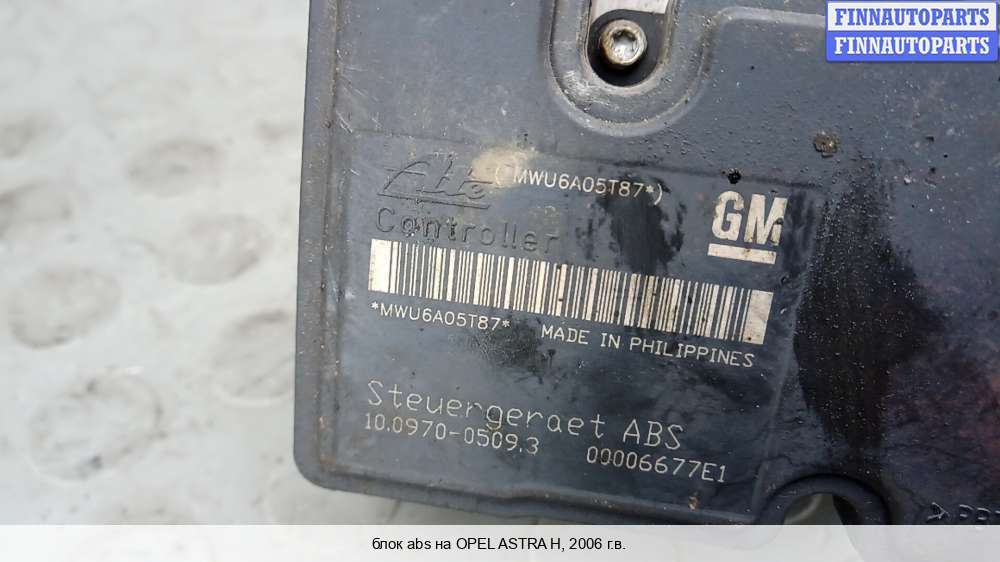 FINNAUTOPARTS
FINNAUTOPARTS
Ate (*MWU6A05T87*)
Controller
GM
*MWU6A05T87* MADE IN PHILIPPINES
Steuergeraet ABS
10.0970-0509.3 00006677E1
блок abs на OPEL ASTRA H, 2006 г.в.